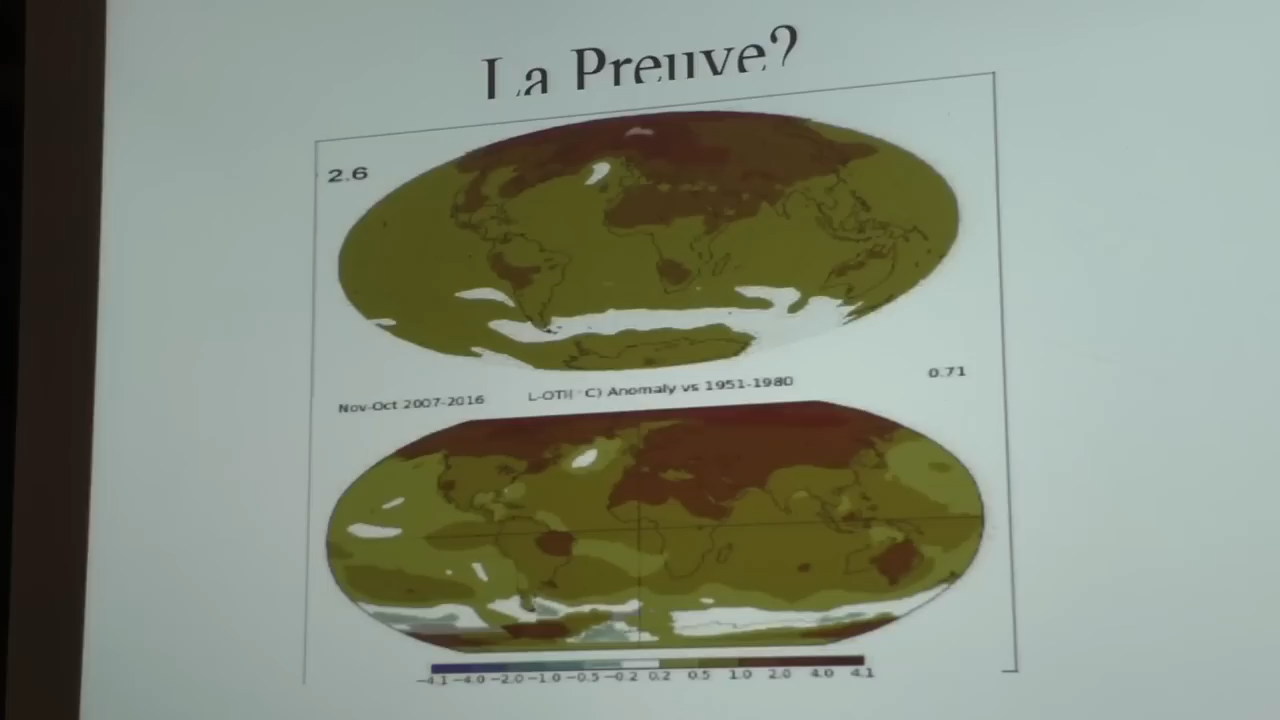 La Preuve?
2.6
0.71
Nov-Oct 2007-2016 L-OTI(°C) Anomaly vs 1951-1980
-4.1 -4.0 -2.0 -1.0 -0.5 -0.2 0.2 0.5 1.0 2.0 4.0 4.1